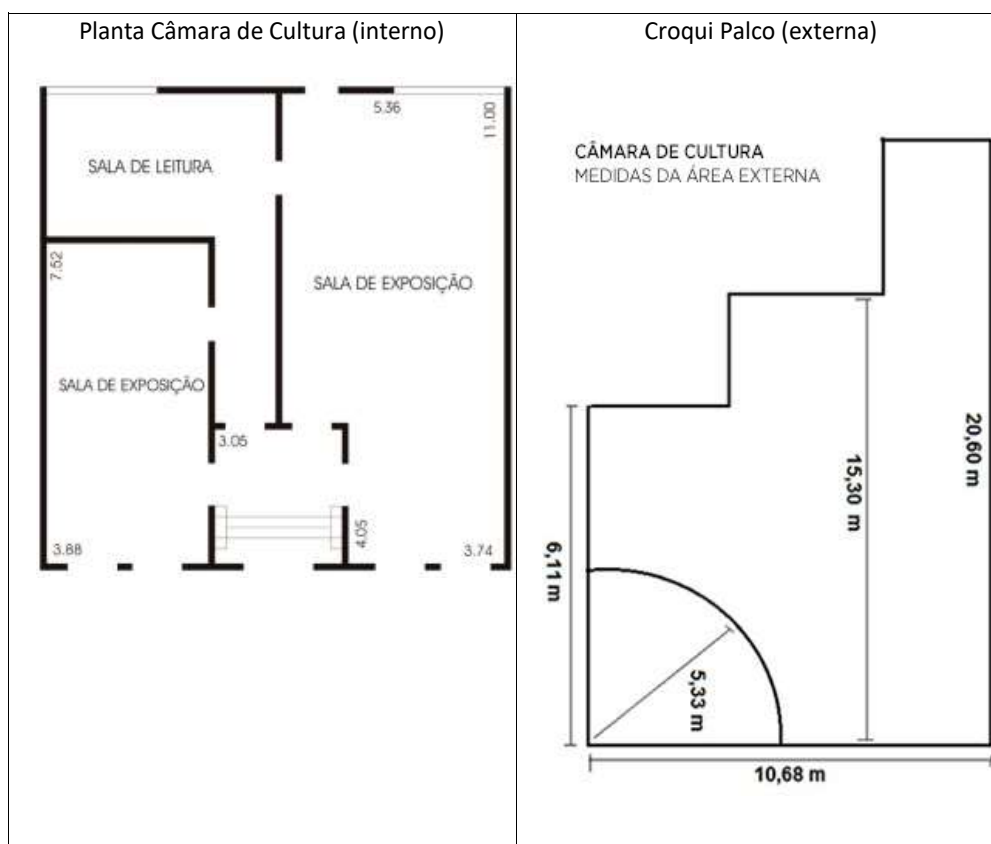 Planta Câmara de Cultura (interno)
5.36
11.00
SALA DE LEITURA
7.52
SALA DE EXPOSIÇÃO
SALA DE EXPOSIÇÃO
3.05
4.05
3.88
3.74
Croqui Palco (externa)
CÂMARA DE CULTURA
MEDIDAS DA ÁREA EXTERNA
20,60 m
15,30 m
6,11 m
5,33 m
10,68 m